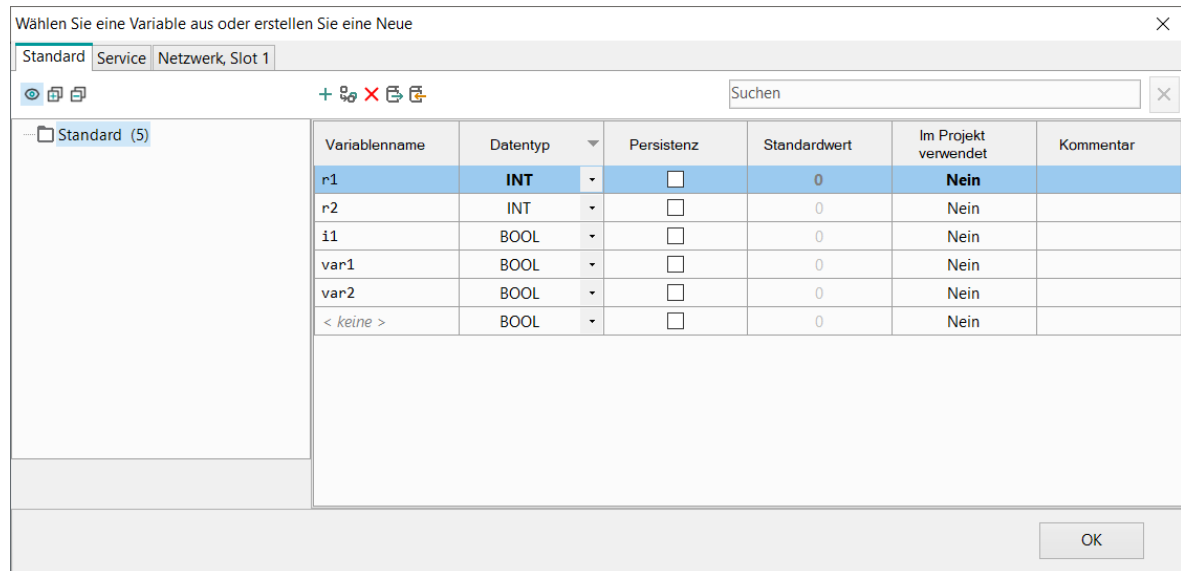 Wählen Sie eine Variable aus oder erstellen Sie eine Neue
Standard Service Netzwerk, Slot 1
Suchen
Standard (5)
Variablenname Datentyp Persistenz Standardwert Im Projekt verwendet Kommentar
r1 INT 0 Nein
r2 INT 0 Nein
i1 BOOL 0 Nein
var1 BOOL 0 Nein
var2 BOOL 0 Nein
< keine > BOOL 0 Nein
OK